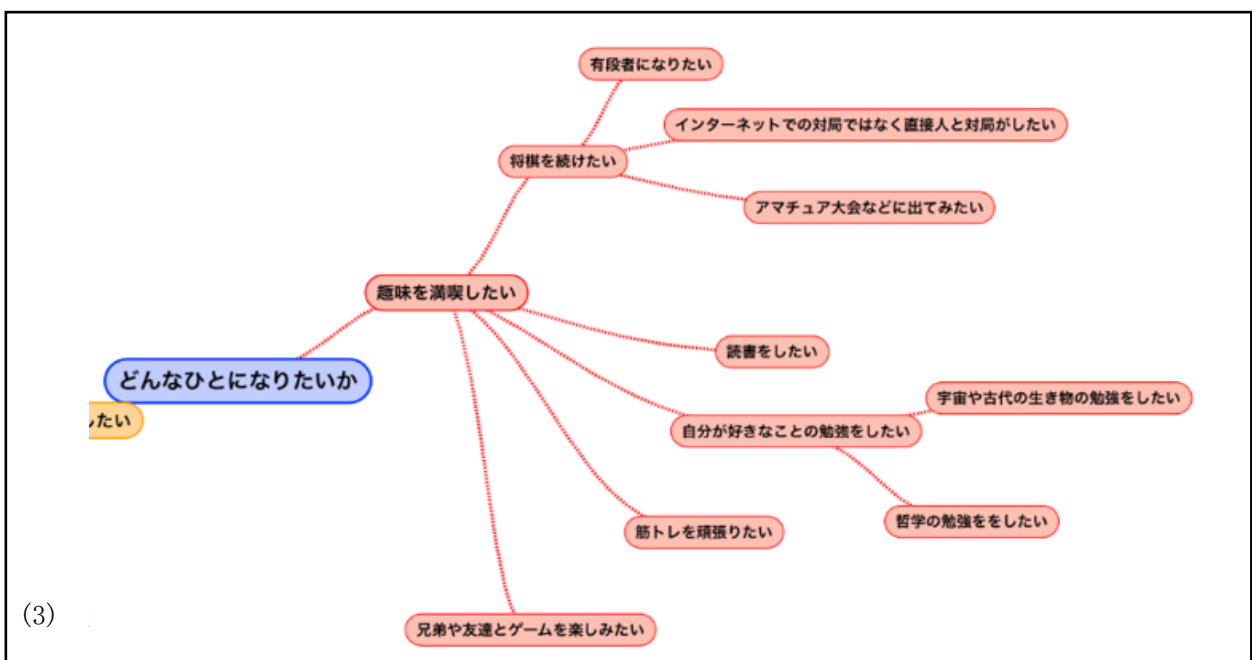 有段者になりたい
インターネットでの対局ではなく直接人と対局がしたい
将棋を続けたい
アマチュア大会などに出てみたい
趣味を満喫したい
読書をしたい
どんなひとになりたいか
宇宙や古代の生き物の勉強をしたい
したい
自分が好きなことの勉強をしたい
哲学の勉強ををしたい
筋トレを頑張りたい
(3)
兄弟や友達とゲームを楽しみたい